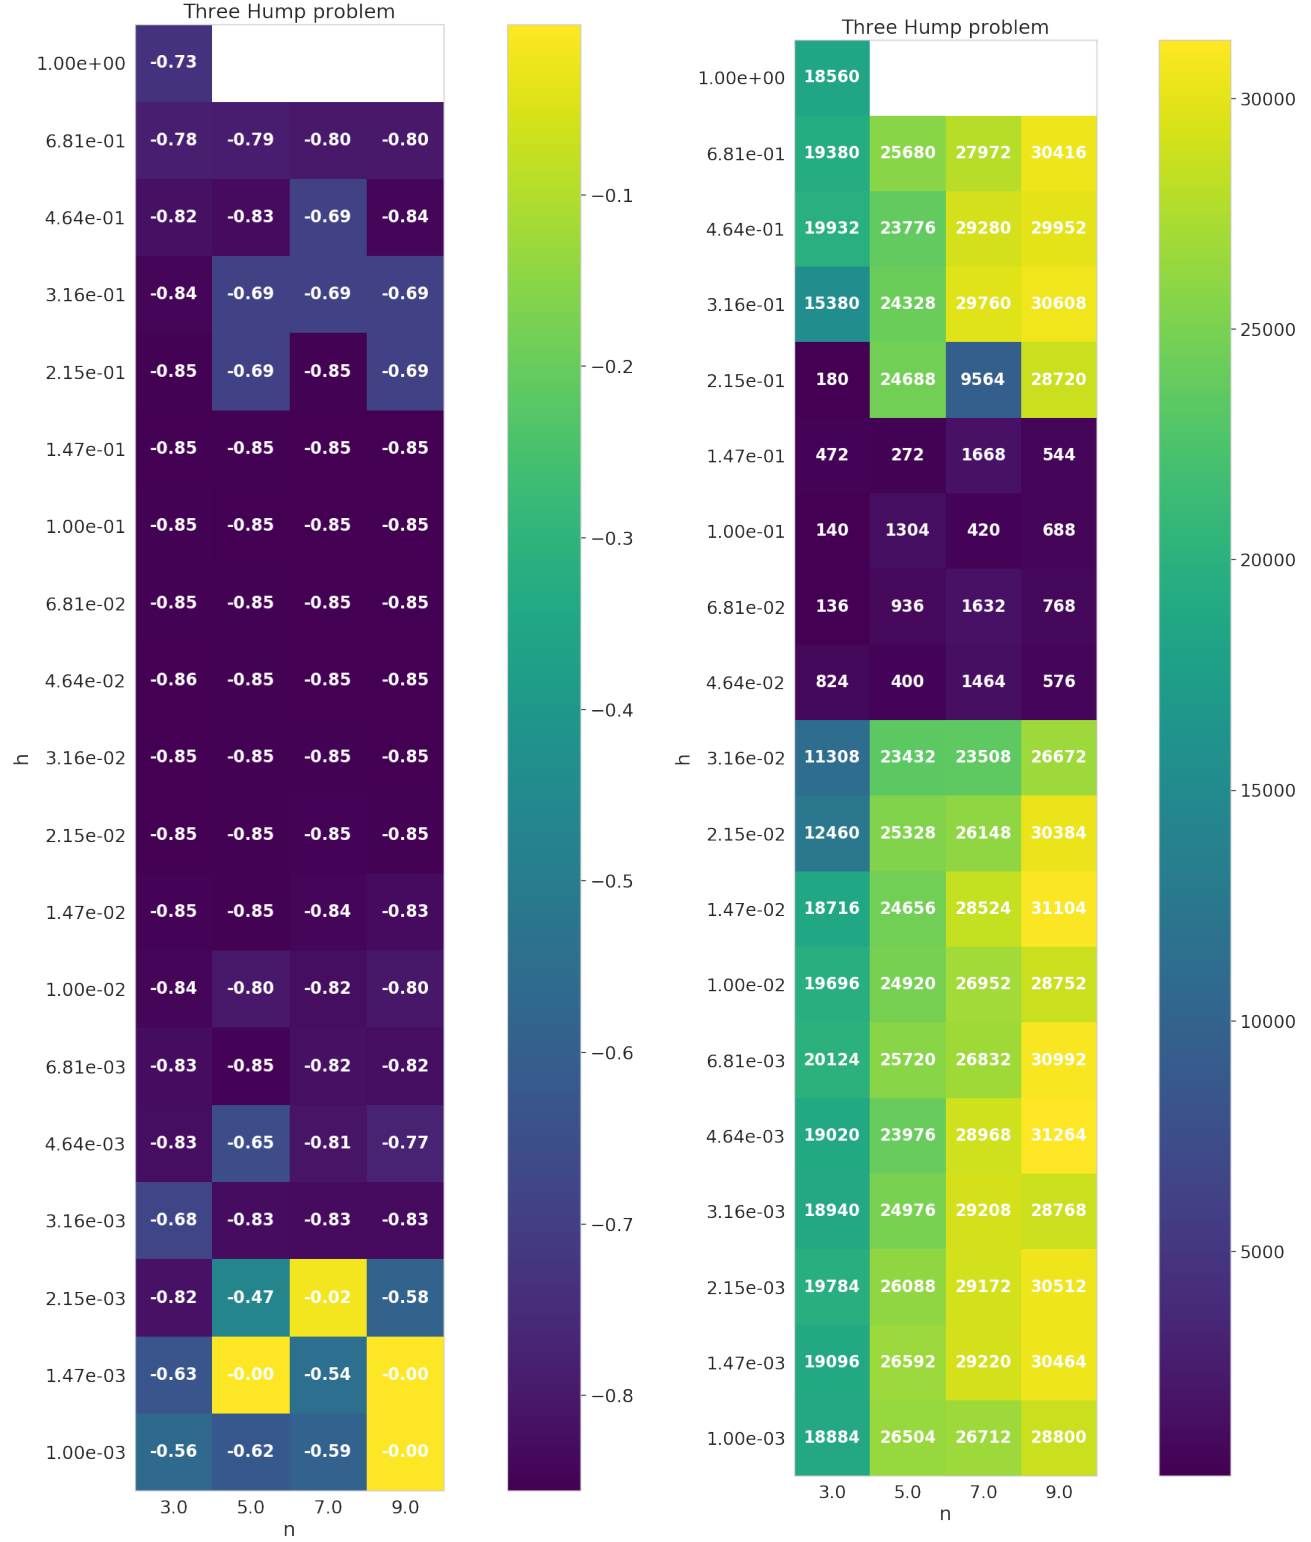 Three Hump problem
1.00e+00 -0.73
6.81e-01 -0.78 -0.79 -0.80 -0.80
4.64e-01 -0.82 -0.83 -0.69 -0.84
3.16e-01 -0.84 -0.69 -0.69 -0.69
2.15e-01 -0.85 -0.69 -0.85 -0.69
1.47e-01 -0.85 -0.85 -0.85 -0.85
1.00e-01 -0.85 -0.85 -0.85 -0.85
6.81e-02 -0.85 -0.85 -0.85 -0.85
4.64e-02 -0.86 -0.85 -0.85 -0.85
h
3.16e-02 -0.85 -0.85 -0.85 -0.85
2.15e-02 -0.85 -0.85 -0.85 -0.85
1.47e-02 -0.85 -0.85 -0.84 -0.83
1.00e-02 -0.84 -0.80 -0.82 -0.80
6.81e-03 -0.83 -0.85 -0.82 -0.82
4.64e-03 -0.83 -0.65 -0.81 -0.77
3.16e-03 -0.68 -0.83 -0.83 -0.83
2.15e-03 -0.82 -0.47 -0.02 -0.58
1.47e-03 -0.63 -0.00 -0.54 -0.00
1.00e-03 -0.56 -0.62 -0.59 -0.00
3.0 5.0 7.0 9.0
n
−0.1
−0.2
−0.3
−0.4
−0.5
−0.6
−0.7
−0.8
Three Hump problem
1.00e+00 18560
6.81e-01 19380 25680 27972 30416
4.64e-01 19932 23776 29280 29952
3.16e-01 15380 24328 29760 30608
2.15e-01 180 24688 9564 28720
1.47e-01 472 272 1668 544
1.00e-01 140 1304 420 688
6.81e-02 136 936 1632 768
4.64e-02 824 400 1464 576
h
3.16e-02 11308 23432 23508 26672
2.15e-02 12460 25328 26148 30384
1.47e-02 18716 24656 28524 31104
1.00e-02 19696 24920 26952 28752
6.81e-03 20124 25720 26832 30992
4.64e-03 19020 23976 28968 31264
3.16e-03 18940 24976 29208 28768
2.15e-03 19784 26088 29172 30512
1.47e-03 19096 26592 29220 30464
1.00e-03 18884 26504 26712 28800
3.0 5.0 7.0 9.0
n
30000
25000
20000
15000
10000
5000